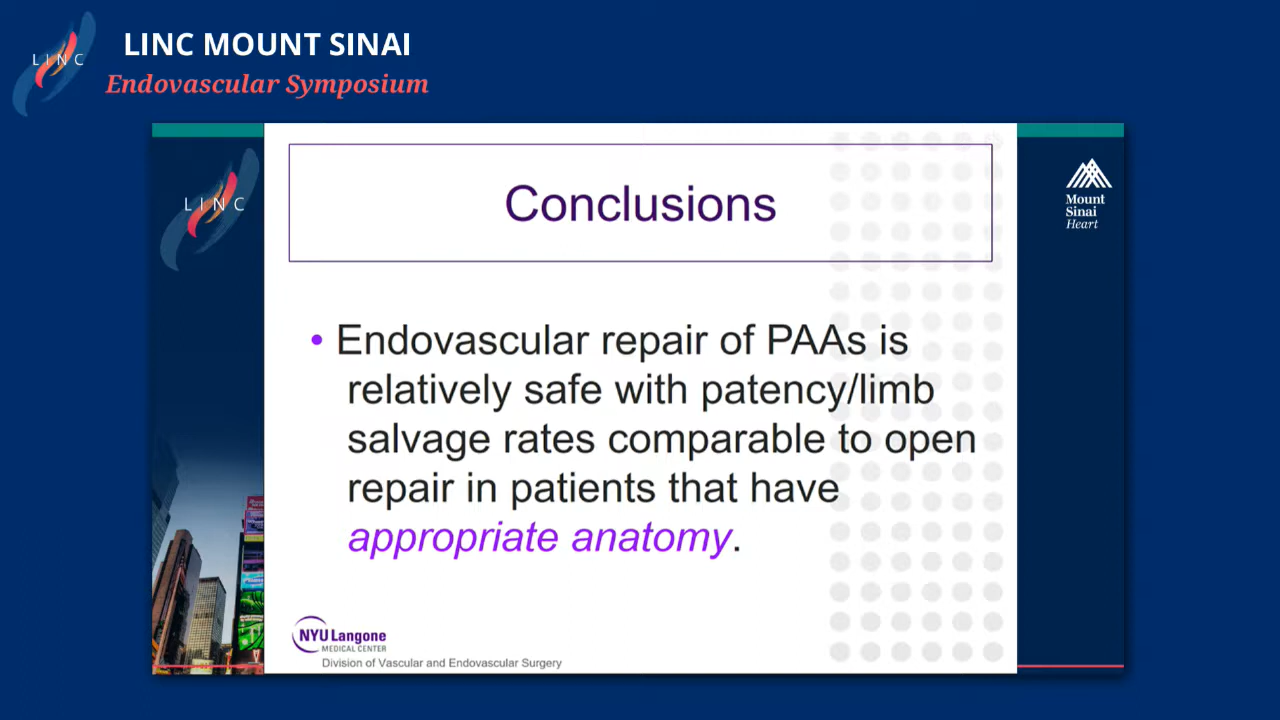 LINC
LINC MOUNT SINAI
Endovascular Symposium
LINC
Mount
Sinai
Heart
Conclusions
• Endovascular repair of PAAs is
relatively safe with patency/limb
salvage rates comparable to open
repair in patients that have
appropriate anatomy.
NYU Langone
MEDICAL CENTER
Division of Vascular and Endovascular Surgery